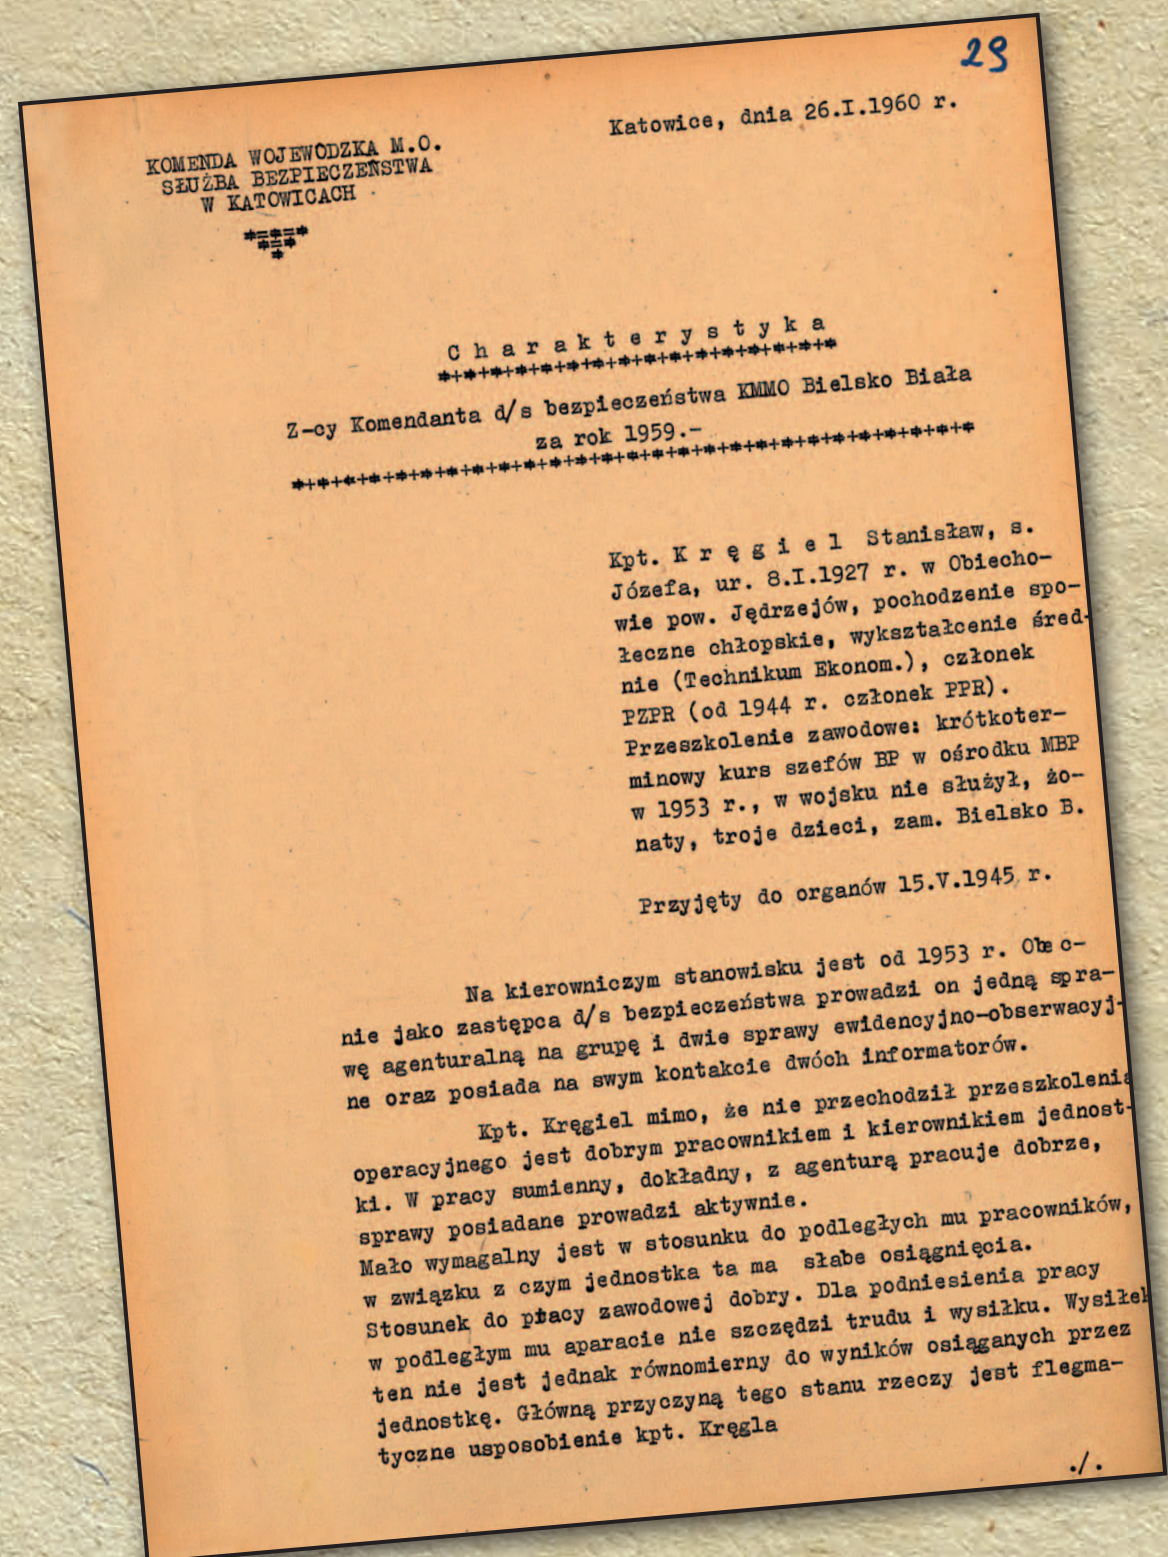 29
Katowice, dnia 26.I.1960 r.
KOMENDA WOJEWÓDZKA M.O.
SŁUŻBA BEZPIECZEŃSTWA
W KATOWICACH
*=*=*
*=*
*
C h a r a k t e r y s t y k a
*+*+*+*+*+*+*+*+*+*+*+*+*+*+*+*
Z-cy Komendanta d/s bezpieczeństwa KMMO Bielsko Biała
za rok 1959.-
*+*+*+*+*+*+*+*+*+*+*+*+*+*+*+*+*+*+*+*+*+*+*+*+*+*+*
Kpt. K r ę g i e l Stanisław, s.
Józefa, ur. 8.I.1927 r. w Obiecho-
wie pow. Jędrzejów, pochodzenie spo-
łeczne chłopskie, wykształcenie śred-
nie (Technikum Ekonom.), członek
PZPR (od 1944 r. członek PPR).
Przeszkolenie zawodowe: krótkoter-
minowy kurs szefów BP w ośrodku MBP
w 1953 r., w wojsku nie służył, żo-
naty, troje dzieci, zam. Bielsko B.
Przyjęty do organów 15.V.1945 r.
Na kierowniczym stanowisku jest od 1953 r. Obec-
nie jako zastępca d/s bezpieczeństwa prowadzi on jedną spra-
wę agenturalną na grupę i dwie sprawy ewidencyjno-obserwacyj-
ne oraz posiada na swym kontakcie dwóch informatorów.
Kpt. Kręgiel mimo, że nie przechodził przeszkolenia
operacyjnego jest dobrym pracownikiem i kierownikiem jednost-
ki. W pracy sumienny, dokładny, z agenturą pracuje dobrze,
sprawy posiadane prowadzi aktywnie.
Mało wymagalny jest w stosunku do podległych mu pracowników,
w związku z czym jednostka ta ma słabe osiągnięcia.
Stosunek do pracy zawodowej dobry. Dla podniesienia pracy
w podległym mu aparacie nie szczędzi trudu i wysiłku. Wysiłek
ten nie jest jednak równomierny do wyników osiąganych przez
jednostkę. Główną przyczyną tego stanu rzeczy jest flegma-
tyczne usposobienie kpt. Kręgla
./.